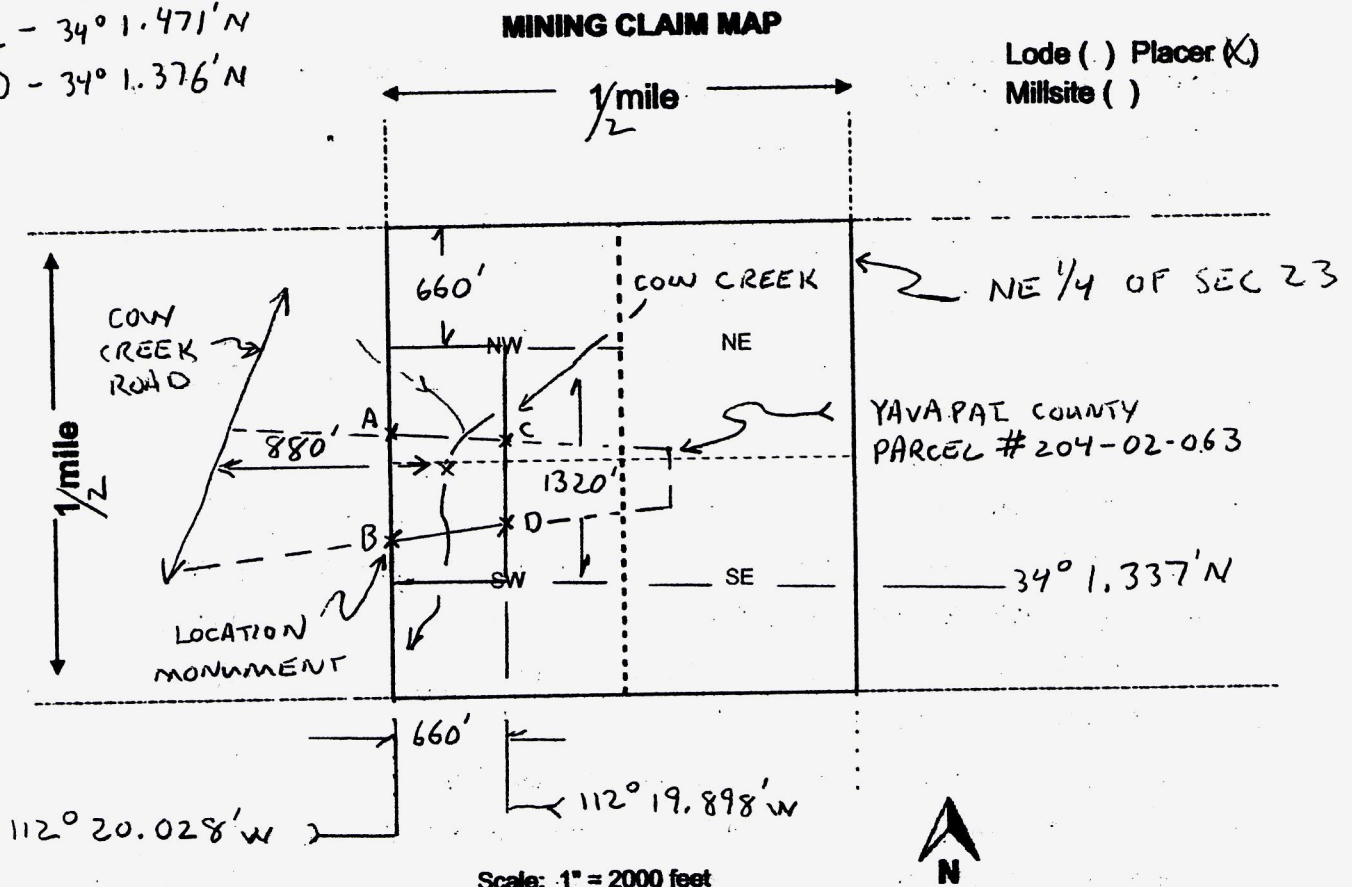 - 34° 1.471'N
- 34° 1.376'N
MINING CLAIM MAP
Lode ( ) Placer (X)
Millsite ( )
1/2 mile
660'
COW CREEK
NE 1/4 OF SEC 23
COW
CREEK
ROAD
NW
NE
A
C
YAVAPAI COUNTY
PARCEL # 204-02-063
880'
1/2 mile
1320'
B
D
SW
SE
34° 1.337'N
LOCATION
MONUMENT
660'
112° 19.898'W
112° 20.028'W
Scale: 1" = 2000 feet
N